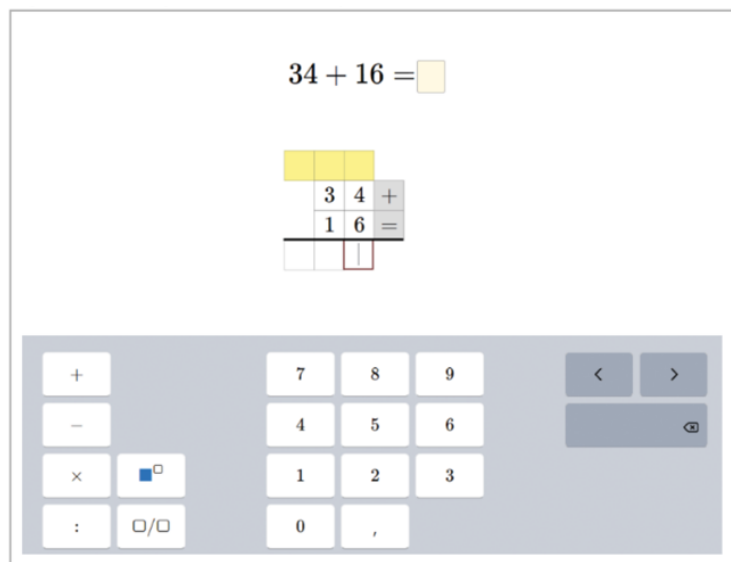 34 + 16 =
3 4 +
1 6 =
+ 7 8 9 < >
− 4 5 6
× 1 2 3
: □/□ 0 ,